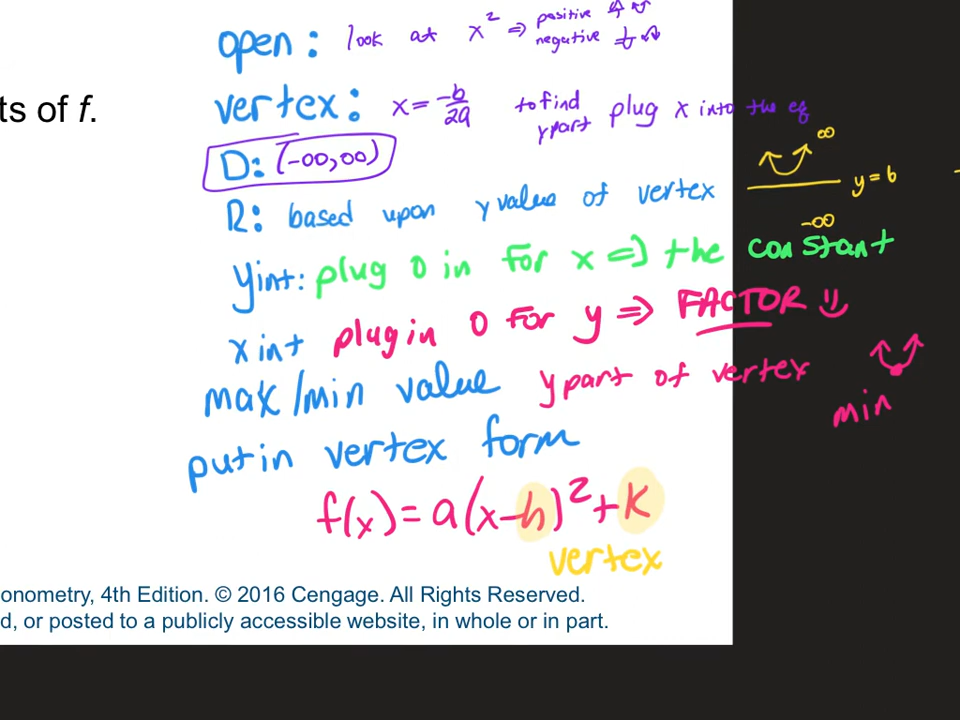 open: look at x² ⇒ positive
negative
ts of f.
vertex: x = -b/2a to find y part plug x into the eq
D: (-∞,∞)
∞
y = 6
-∞
R: based upon y value of vertex
yint: plug 0 in for x ⇒ the constant
x int plug in 0 for y ⇒ FACTOR
max/min value y part of vertex
min
put in vertex form
f(x) = a(x-h)² + k
vertex
onometry, 4th Edition. © 2016 Cengage. All Rights Reserved.
d, or posted to a publicly accessible website, in whole or in part.